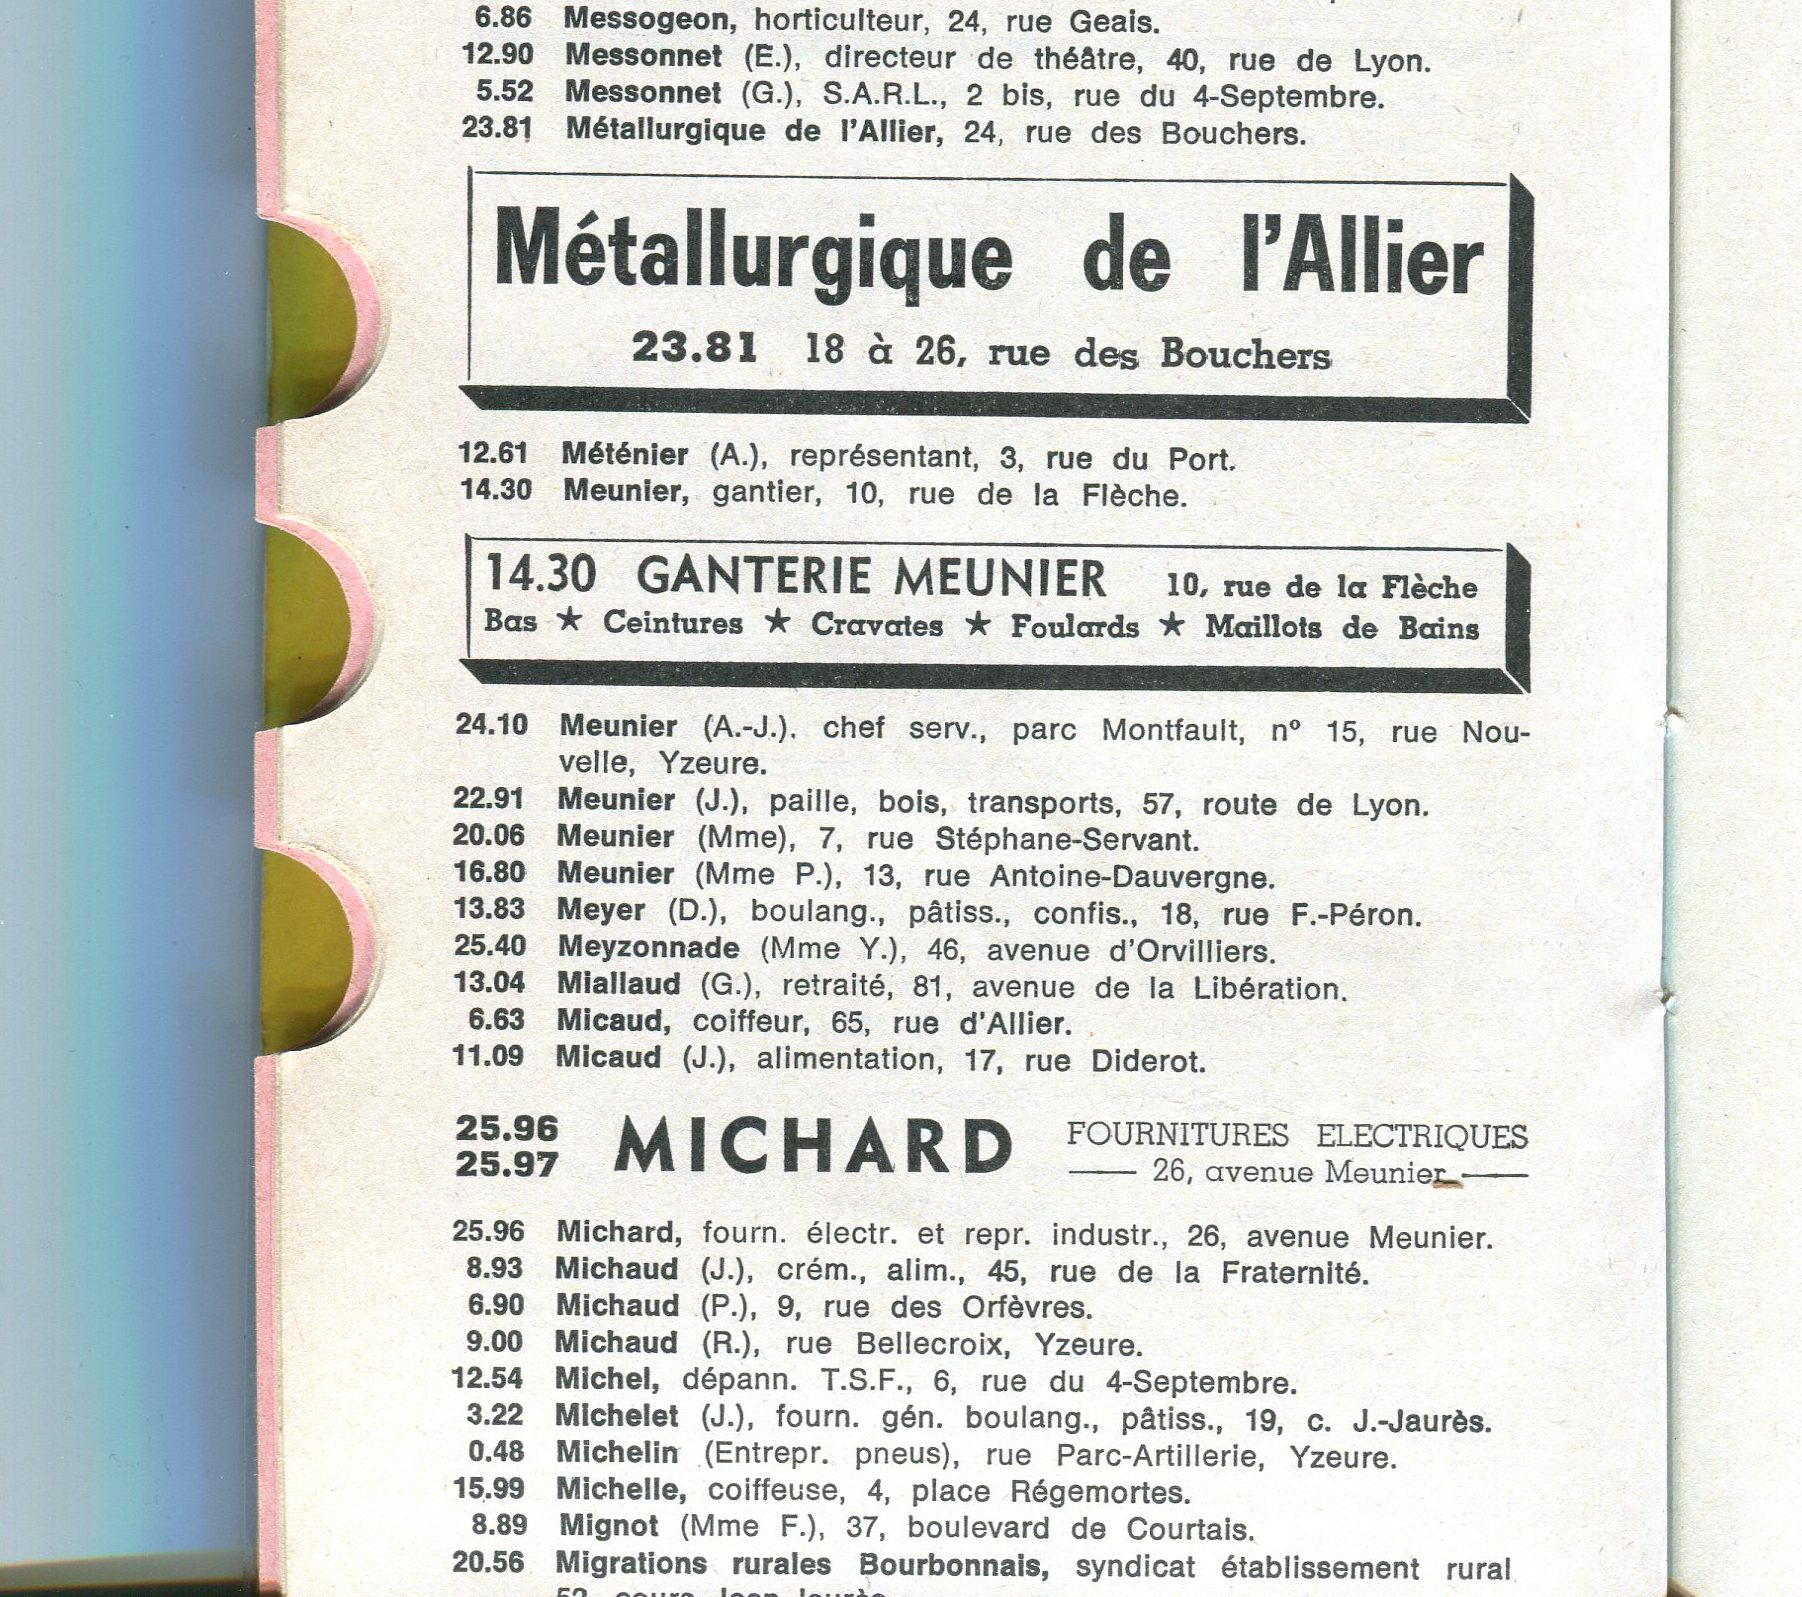 6.86 Messogeon, horticulteur, 24, rue Geais.
12.90 Messonnet (E.), directeur de théâtre, 40, rue de Lyon.
5.52 Messonnet (G.), S.A.R.L., 2 bis, rue du 4-Septembre.
23.81 Métallurgique de l'Allier, 24, rue des Bouchers.
Métallurgique de l'Allier
23.81 18 à 26, rue des Bouchers
12.61 Méténier (A.), représentant, 3, rue du Port.
14.30 Meunier, gantier, 10, rue de la Flèche.
14.30 GANTERIE MEUNIER 10, rue de la Flèche
Bas ★ Ceintures ★ Cravates ★ Foulards ★ Maillots de Bains
24.10 Meunier (A.-J.). chef serv., parc Montfault, nº 15, rue Nou-
velle, Yzeure.
22.91 Meunier (J.), paille, bois, transports, 57, route de Lyon.
20.06 Meunier (Mme), 7, rue Stéphane-Servant.
16.80 Meunier (Mme P.), 13, rue Antoine-Dauvergne.
13.83 Meyer (D.), boulang., pâtiss., confis., 18, rue F.-Péron.
25.40 Meyzonnade (Mme Y.), 46, avenue d'Orvilliers.
13.04 Miallaud (G.), retraité, 81, avenue de la Libération.
6.63 Micaud, coiffeur, 65, rue d'Allier.
11.09 Micaud (J.), alimentation, 17, rue Diderot.
25.96 MICHARD FOURNITURES ELECTRIQUES
25.97 26, avenue Meunier
25.96 Michard, fourn. électr. et repr. industr., 26, avenue Meunier.
8.93 Michaud (J.), crém., alim., 45, rue de la Fraternité.
6.90 Michaud (P.), 9, rue des Orfèvres.
9.00 Michaud (R.), rue Bellecroix, Yzeure.
12.54 Michel, dépann. T.S.F., 6, rue du 4-Septembre.
3.22 Michelet (J.), fourn. gén. boulang., pâtiss., 19, c. J.-Jaurès.
0.48 Michelin (Entrepr. pneus), rue Parc-Artillerie, Yzeure.
15.99 Michelle, coiffeuse, 4, place Régemortes.
8.89 Mignot (Mme F.), 37, boulevard de Courtais.
20.56 Migrations rurales Bourbonnais, syndicat établissement rural